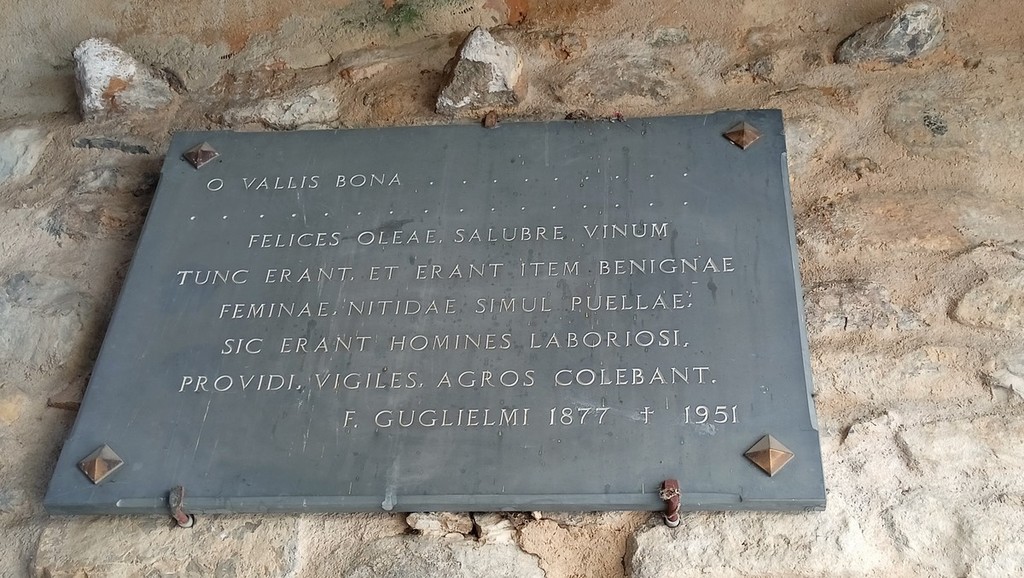 O VALLIS BONA . . . . . . . . . .
. . . . . . . . . . . . . . . .
FELICES OLEAE, SALUBRE VINUM
TUNC ERANT, ET ERANT ITEM BENIGNAE
FEMINAE, NITIDAE SIMUL PUELLAE;
SIC ERANT HOMINES LABORIOSI,
PROVIDI, VIGILES, AGROS COLEBANT.
F. GUGLIELMI 1877 † 1951